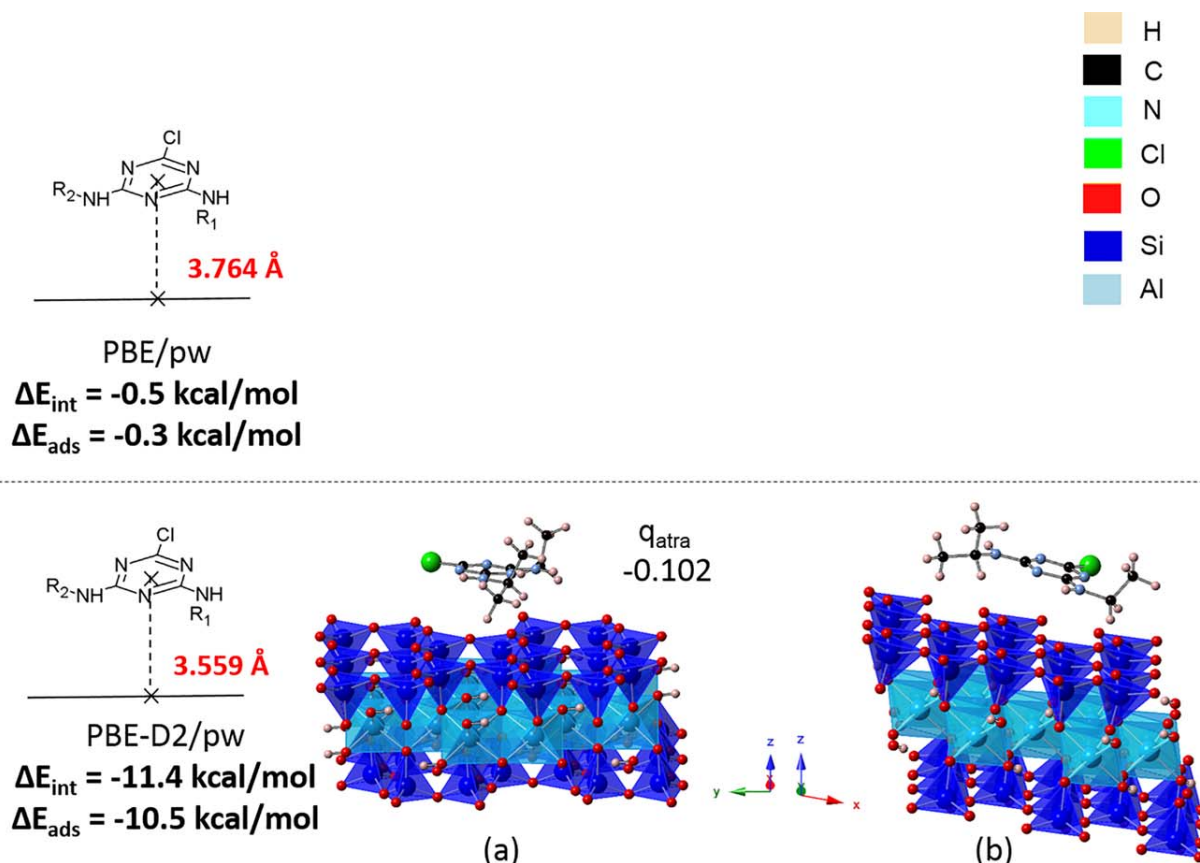 H
C
N
Cl
O
Si
Al
Cl
N N
R₂-NH N NH
R₁
3.764 Å
PBE/pw
ΔEint = -0.5 kcal/mol
ΔEads = -0.3 kcal/mol
Cl
N N
R₂-NH N NH
R₁
3.559 Å
PBE-D2/pw
ΔEint = -11.4 kcal/mol
ΔEads = -10.5 kcal/mol
qatra
-0.102
z z
y x x
(a) (b)